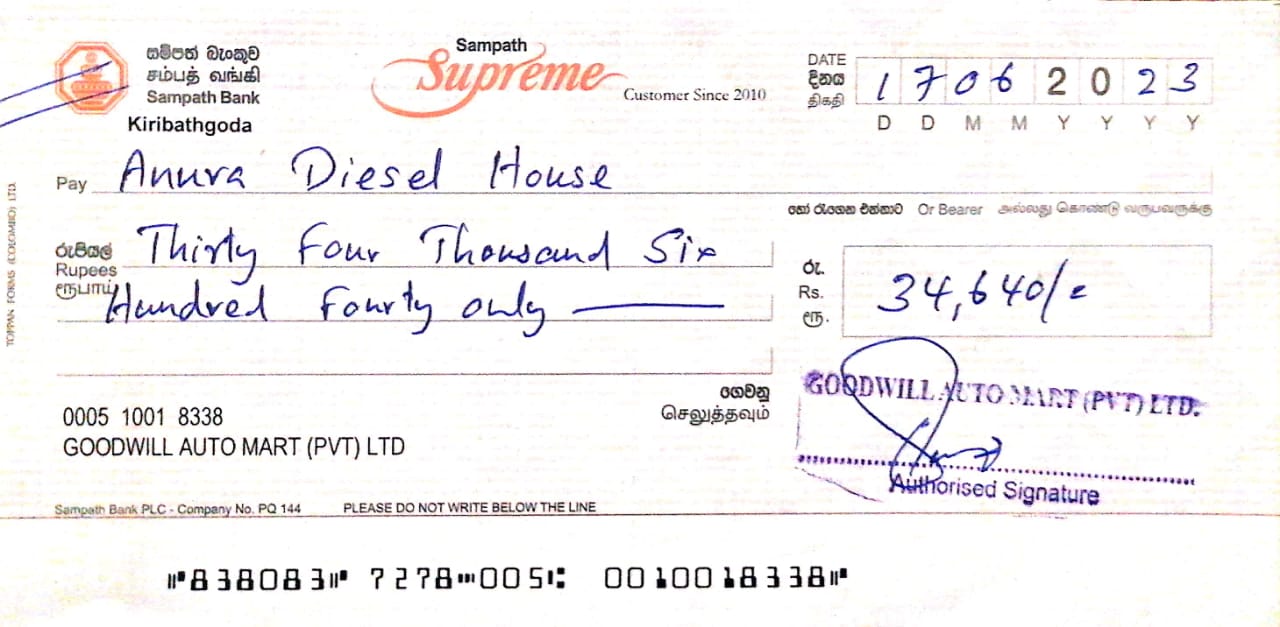 සම්පත් බැංකුව
சம்பத் வங்கி
Sampath Bank
Kiribathgoda
Sampath
Supreme
Customer Since 2010
DATE
දිනය
திகதி
1 7 0 6 2 0 2 3
D D M M Y Y Y Y
Pay Anura Diesel House
හෝ රැගෙන එන්නාට Or Bearer அல்லது கொண்டு வருபவருக்கு
රුපියල් Thirty Four Thousand Six
Rupees
ரூபாய் Hundred Fourty only
රු.
Rs. 34,640/=
ரூ.
ගෙවනු
செலுத்தவும்
GOODWILL AUTO MART (PVT) LTD.
Authorised Signature
0005 1001 8338
GOODWILL AUTO MART (PVT) LTD
Sampath Bank PLC - Company No. PQ 144 PLEASE DO NOT WRITE BELOW THE LINE
TOPPAN FORMS (COLOMBO) LTD.
⑈838083⑈ 7278⑉005⑆ 0010018338⑈